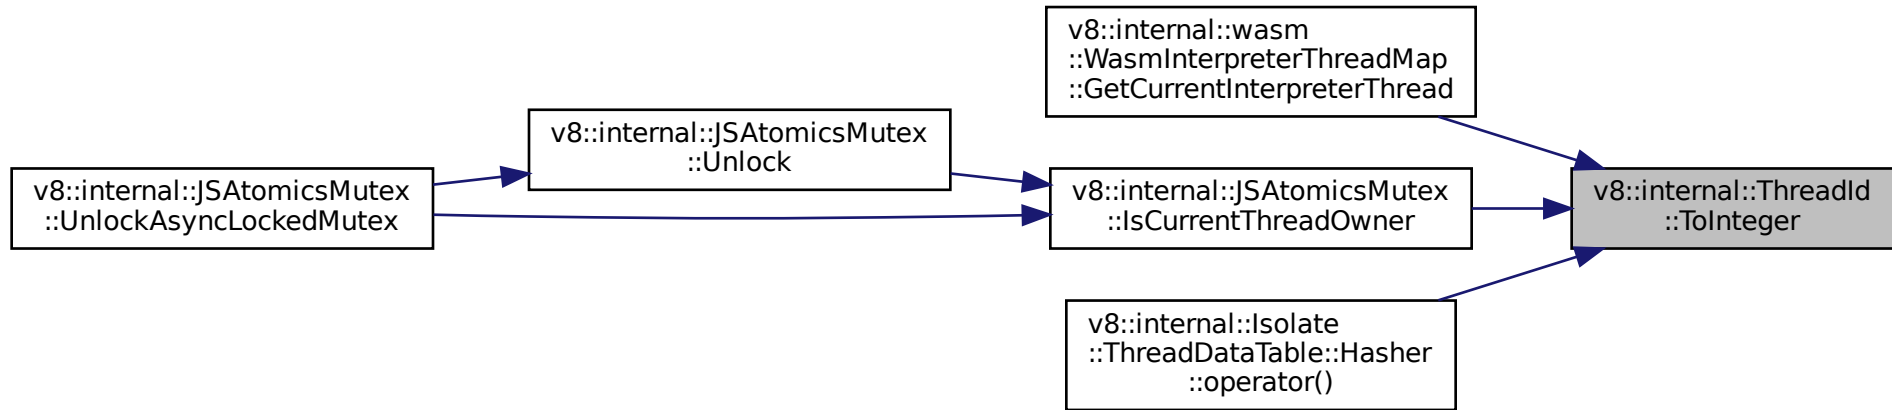 v8::internal::wasm
::WasmInterpreterThreadMap
::GetCurrentInterpreterThread
v8::internal::JSAtomicsMutex
::Unlock
v8::internal::JSAtomicsMutex
::UnlockAsyncLockedMutex
v8::internal::JSAtomicsMutex
::IsCurrentThreadOwner
v8::internal::ThreadId
::ToInteger
v8::internal::Isolate
::ThreadDataTable::Hasher
::operator()